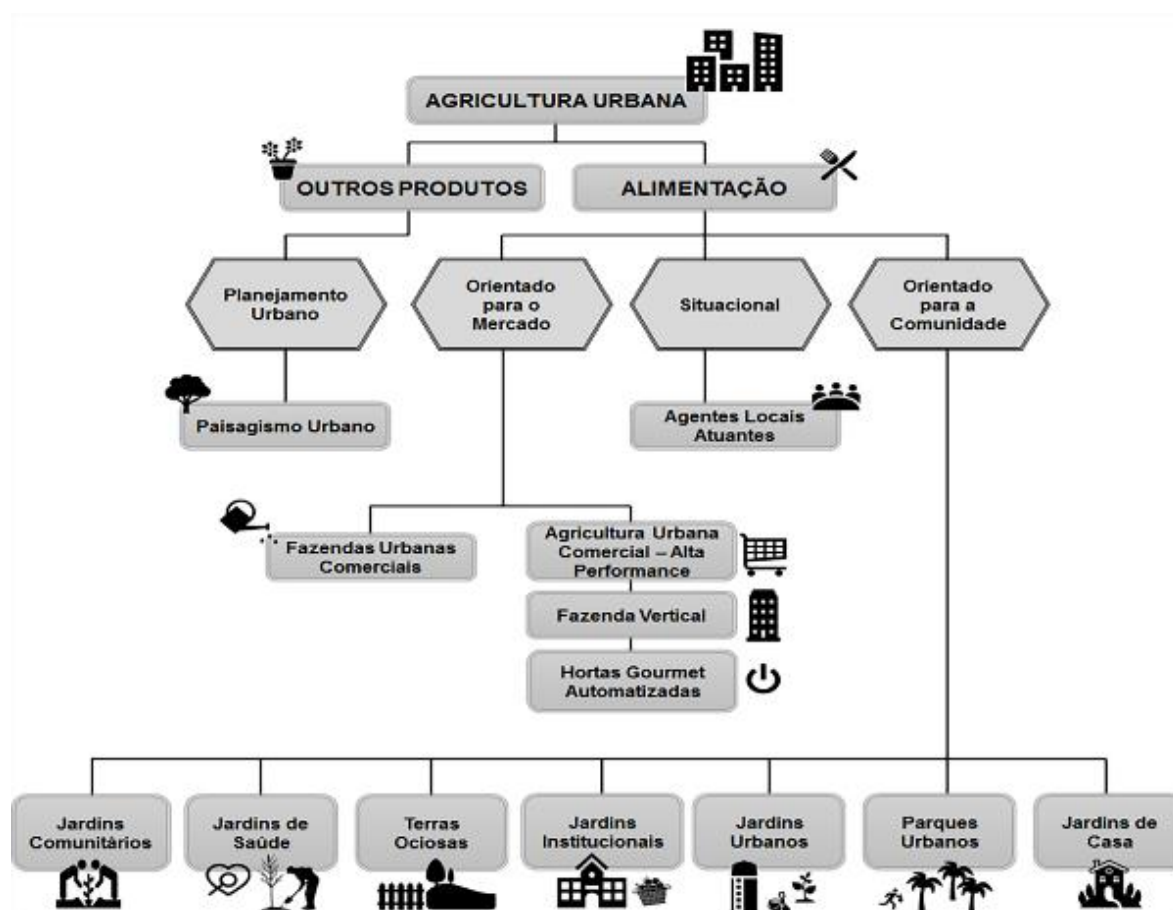 AGRICULTURA URBANA
OUTROS PRODUTOS
ALIMENTAÇÃO
Planejamento
Urbano
Orientado
para o
Mercado
Situacional
Orientado
para a
Comunidade
Paisagismo Urbano
Agentes Locais
Atuantes
Fazendas Urbanas
Comerciais
Agricultura Urbana
Comercial – Alta
Performance
Fazenda Vertical
Hortas Gourmet
Automatizadas
Jardins
Comunitários
Jardins de
Saúde
Terras
Ociosas
Jardins
Institucionais
Jardins
Urbanos
Parques
Urbanos
Jardins de
Casa